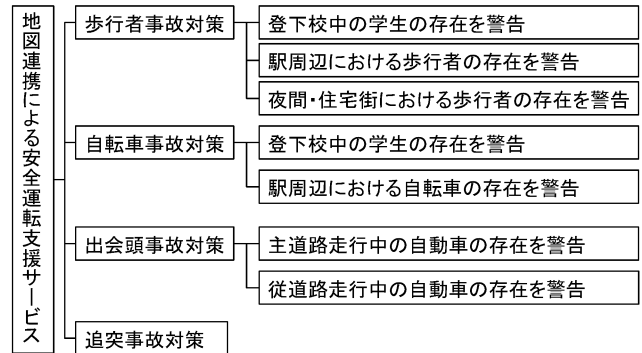 地図連携による安全運転支援サービス
歩行者事故対策
登下校中の学生の存在を警告
駅周辺における歩行者の存在を警告
夜間・住宅街における歩行者の存在を警告
自転車事故対策
登下校中の学生の存在を警告
駅周辺における自転車の存在を警告
出会頭事故対策
主道路走行中の自動車の存在を警告
従道路走行中の自動車の存在を警告
追突事故対策